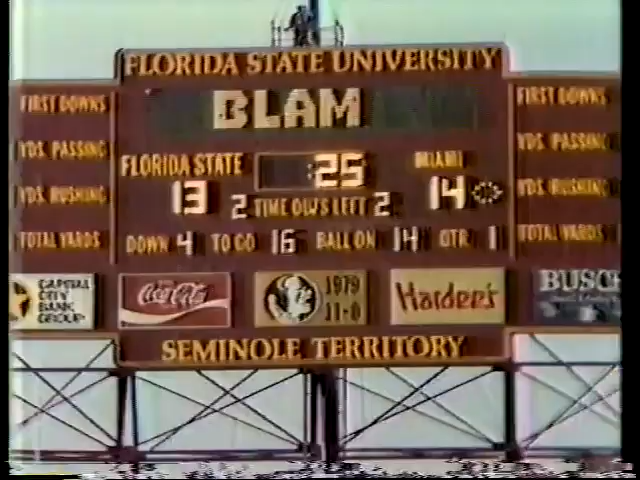 FLORIDA STATE UNIVERSITY
BLAM
FIRST DOWNS
YDS. PASSING
YDS. RUSHING
TOTAL YARDS
FLORIDA STATE :25 MIAMI
13 2 TIME OUTS LEFT 2 14
DOWN 4 TO GO 16 BALL ON 14 QTR 1
FIRST DOWNS
YDS. PASSING
YDS. RUSHING
TOTAL YARDS
CAPITAL
CITY
BANK
GROUP
Coca-Cola
1979
11-0
Hardee's
BUSCH
SEMINOLE TERRITORY